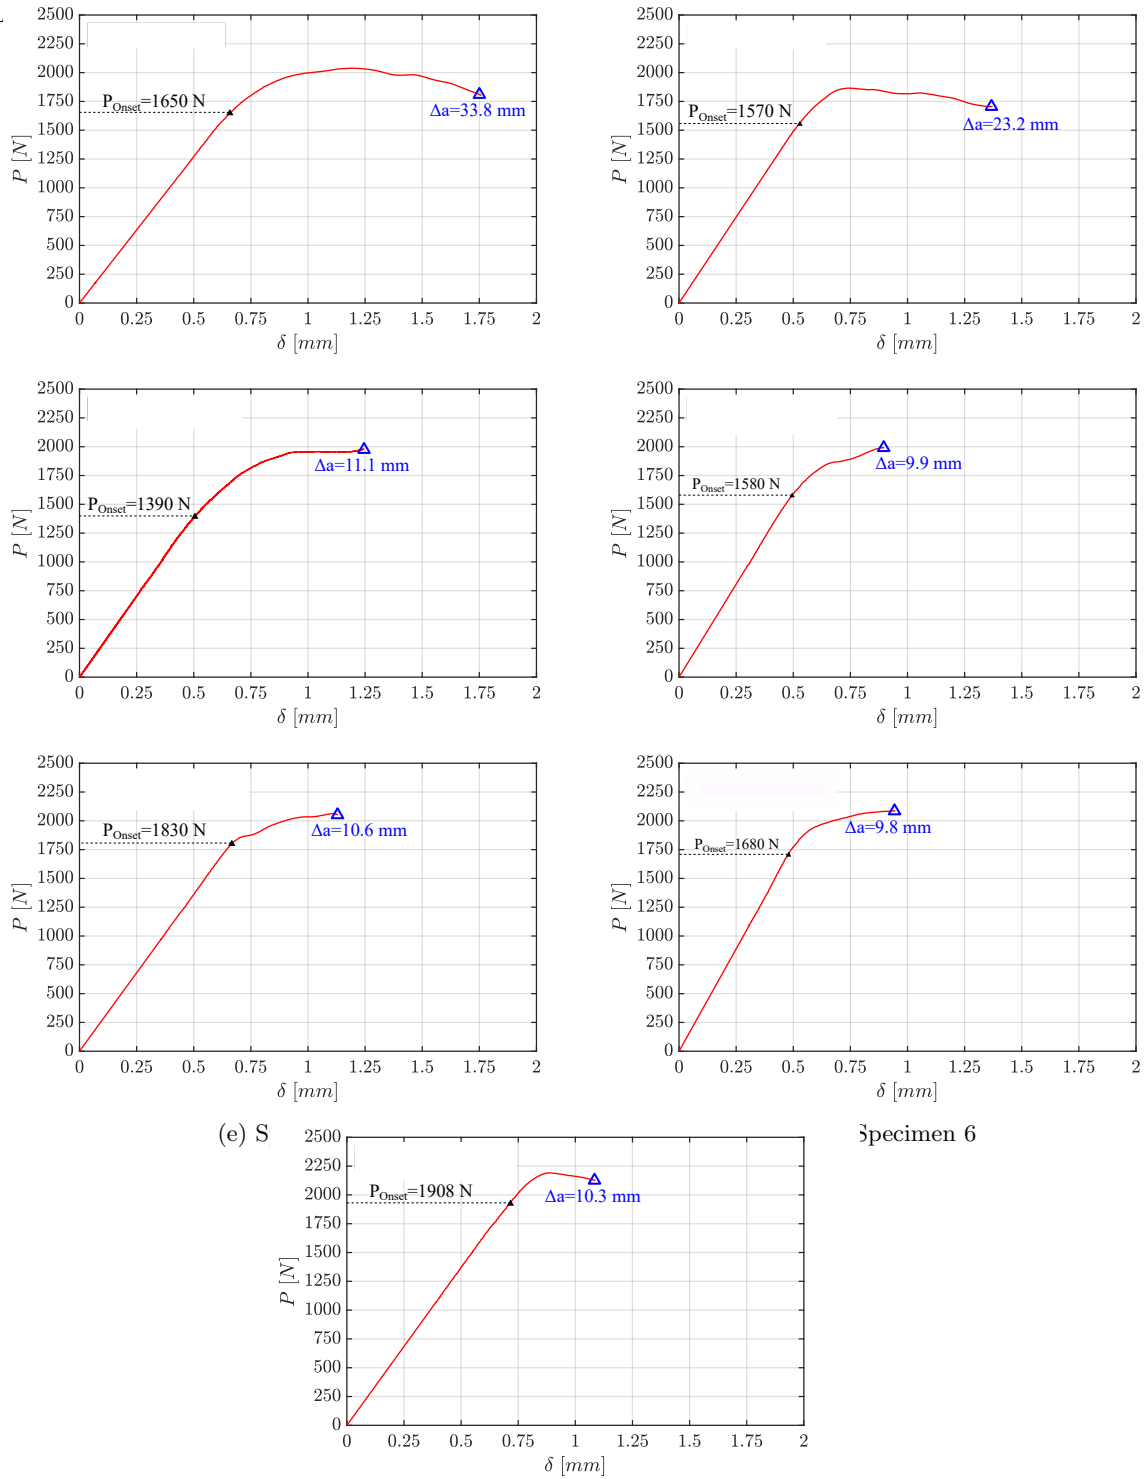 2500
2250
2000
1750
1500
1250
1000
750
500
250
0
P [N]
P_Onset=1650 N
Δa=33.8 mm
0 0.25 0.5 0.75 1 1.25 1.5 1.75 2
δ [mm]
2500
2250
2000
1750
1500
1250
1000
750
500
250
0
P [N]
P_Onset=1570 N
Δa=23.2 mm
0 0.25 0.5 0.75 1 1.25 1.5 1.75 2
δ [mm]
2500
2250
2000
1750
1500
1250
1000
750
500
250
0
P [N]
P_Onset=1390 N
Δa=11.1 mm
0 0.25 0.5 0.75 1 1.25 1.5 1.75 2
δ [mm]
2500
2250
2000
1750
1500
1250
1000
750
500
250
0
P [N]
P_Onset=1580 N
Δa=9.9 mm
0 0.25 0.5 0.75 1 1.25 1.5 1.75 2
δ [mm]
2500
2250
2000
1750
1500
1250
1000
750
500
250
0
P [N]
P_Onset=1830 N
Δa=10.6 mm
0 0.25 0.5 0.75 1 1.25 1.5 1.75 2
δ [mm]
2500
2250
2000
1750
1500
1250
1000
750
500
250
0
P [N]
P_Onset=1680 N
Δa=9.8 mm
0 0.25 0.5 0.75 1 1.25 1.5 1.75 2
δ [mm]
(e) S
Specimen 6
2500
2250
2000
1750
1500
1250
1000
750
500
250
0
P [N]
P_Onset=1908 N
Δa=10.3 mm
0 0.25 0.5 0.75 1 1.25 1.5 1.75 2
δ [mm]